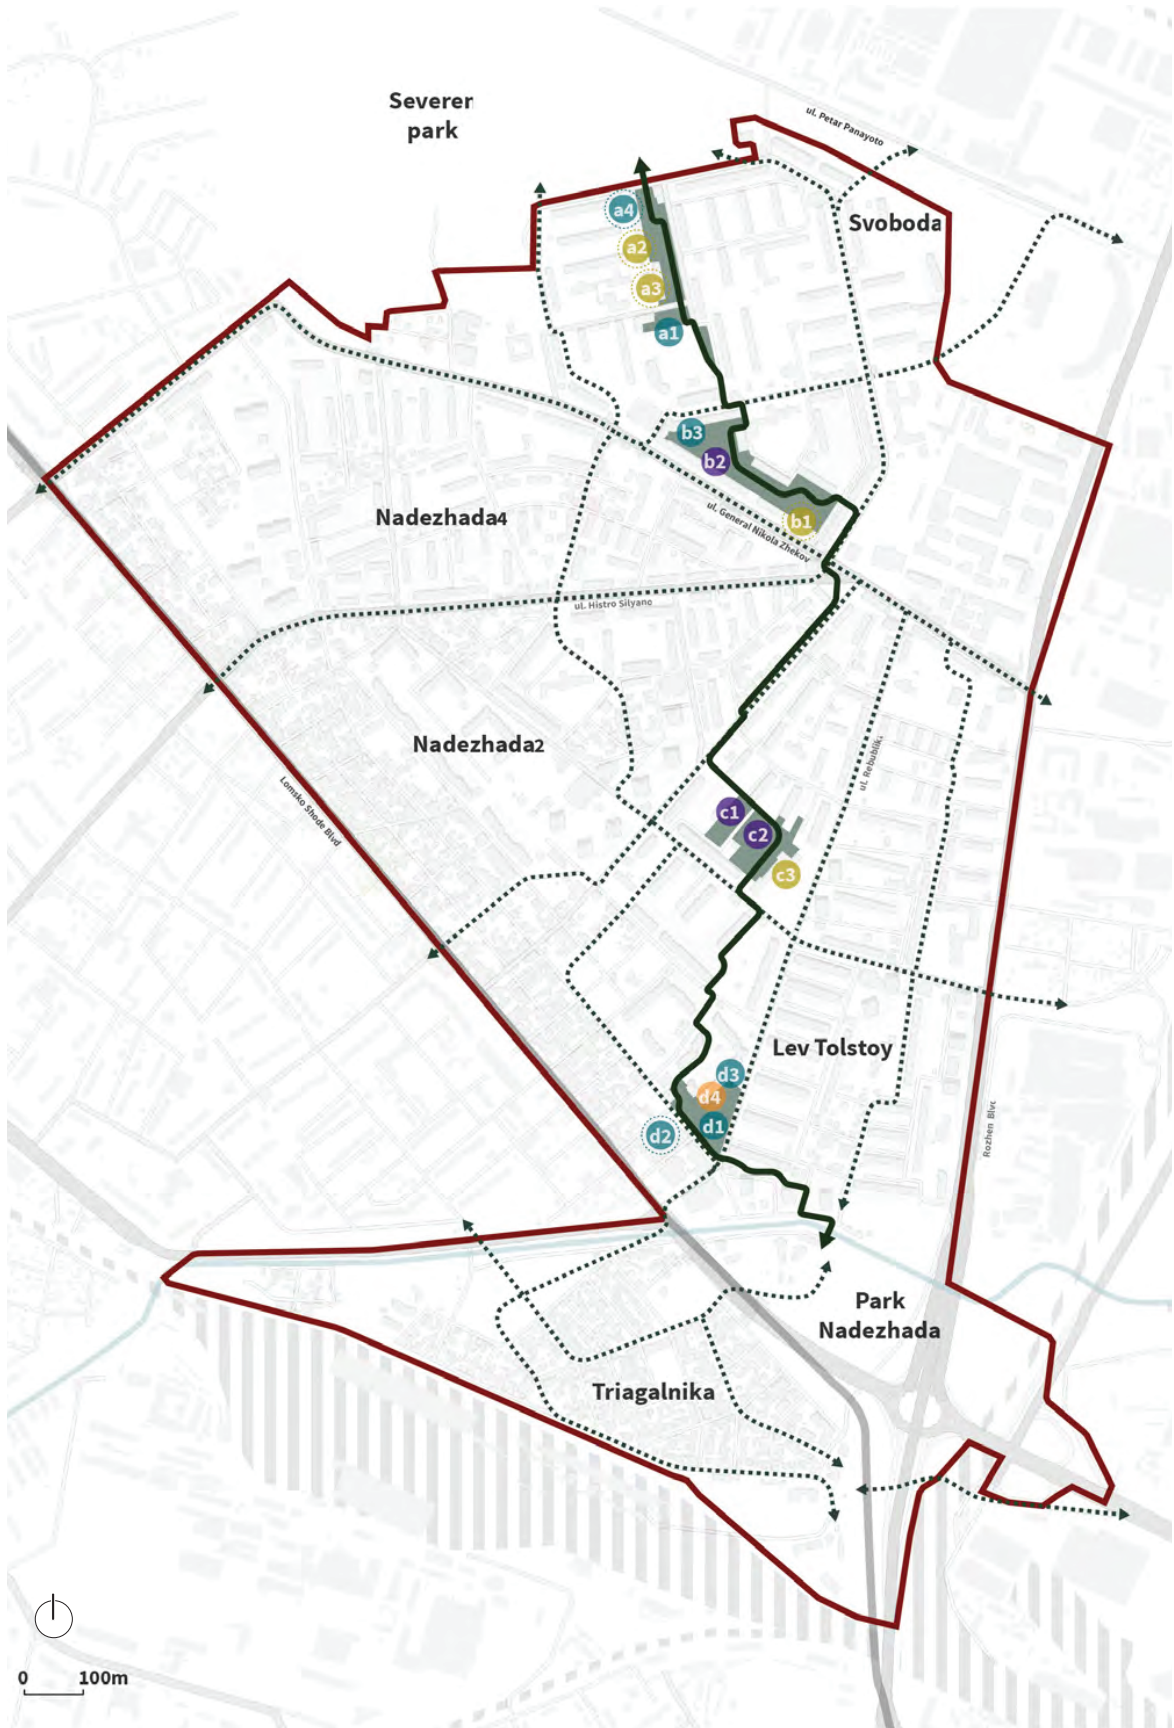 Severer
park
ul. Petar Panayoto
Svoboda
a4
a2
a3
a1
b3
b2
b1
ul. General Nikola Zhekov
Nadezhada4
ul. Histro Silyano
Nadezhada2
ul. Rebublik
Lomsko Shode Blvd
c1
c2
c3
Lev Tolstoy
d3
d4
d1
d2
Rozhen Blvc
Park
Nadezhada
Triagalnika
0 100m